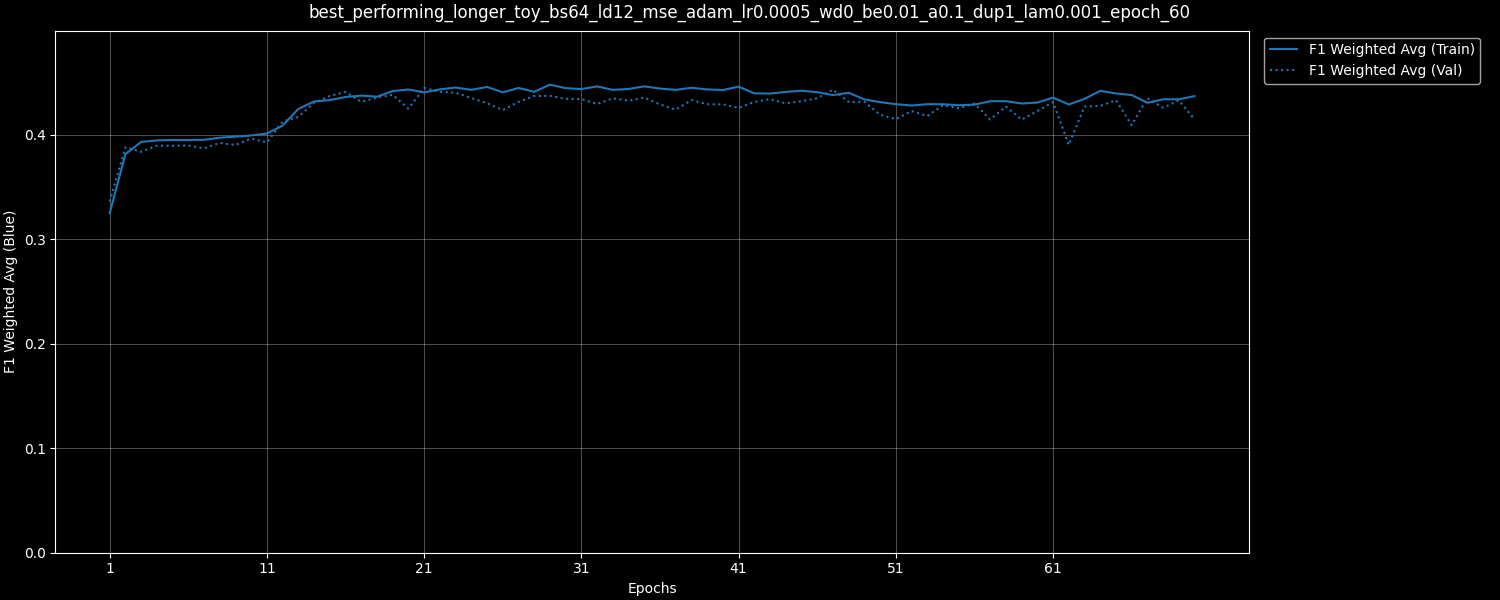 best_performing_longer_toy_bs64_ld12_mse_adam_lr0.0005_wd0_be0.01_a0.1_dup1_lam0.001_epoch_60
F1 Weighted Avg (Train)
F1 Weighted Avg (Val)
F1 Weighted Avg (Blue)
0.4
0.3
0.2
0.1
0.0
1 11 21 31 41 51 61
Epochs